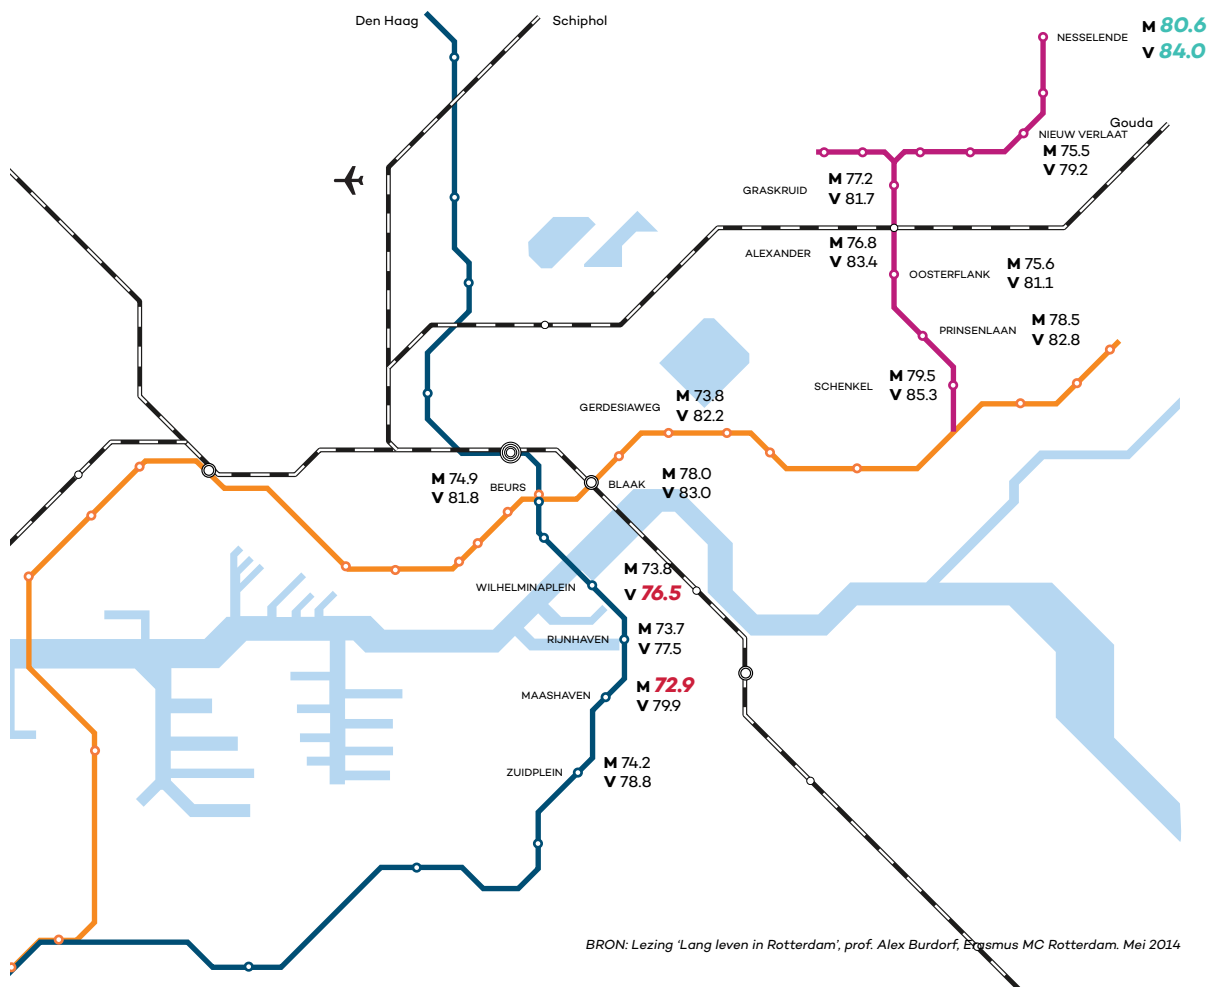 Den Haag
Schiphol
NESSELENDE
M 80.6
V 84.0
Gouda
NIEUW VERLAAT
M 75.5
V 79.2
GRASKRUID
M 77.2
V 81.7
ALEXANDER
M 76.8
V 83.4
OOSTERFLANK
M 75.6
V 81.1
PRINSENLAAN
M 78.5
V 82.8
SCHENKEL
M 79.5
V 85.3
GERDESIAWEG
M 73.8
V 82.2
M 74.9
V 81.8
BEURS
BLAAK
M 78.0
V 83.0
WILHELMINAPLEIN
M 73.8
V 76.5
RIJNHAVEN
M 73.7
V 77.5
MAASHAVEN
M 72.9
V 79.9
ZUIDPLEIN
M 74.2
V 78.8
BRON: Lezing ‘Lang leven in Rotterdam’, prof. Alex Burdorf, Erasmus MC Rotterdam. Mei 2014